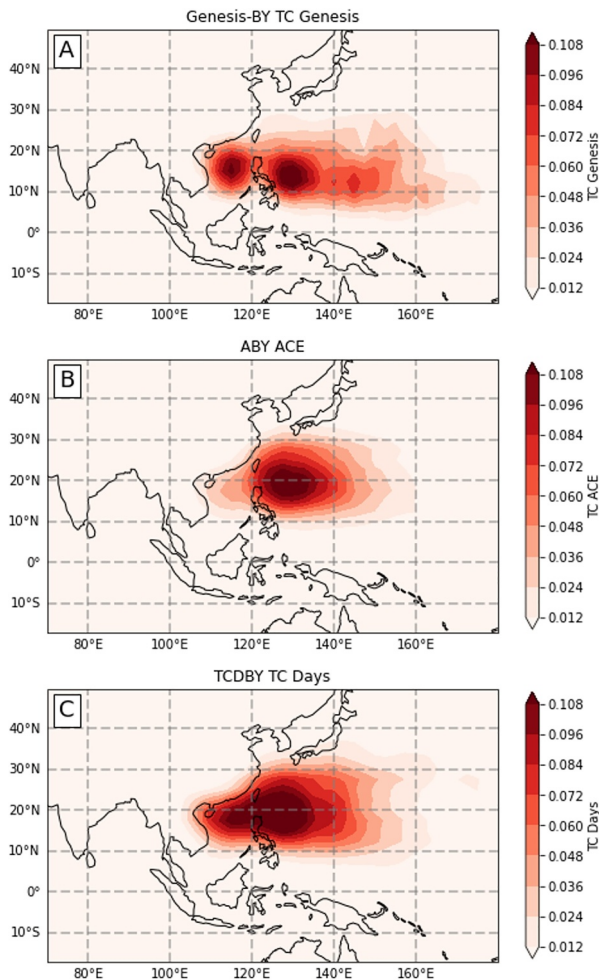 Genesis-BY TC Genesis
A
40°N
30°N
20°N
10°N
0°
10°S
80°E 100°E 120°E 140°E 160°E
0.108
0.096
0.084
0.072
0.060
0.048
0.036
0.024
0.012
TC Genesis
ABY ACE
B
40°N
30°N
20°N
10°N
0°
10°S
80°E 100°E 120°E 140°E 160°E
0.108
0.096
0.084
0.072
0.060
0.048
0.036
0.024
0.012
TC ACE
TCDBY TC Days
C
40°N
30°N
20°N
10°N
0°
10°S
80°E 100°E 120°E 140°E 160°E
0.108
0.096
0.084
0.072
0.060
0.048
0.036
0.024
0.012
TC Days